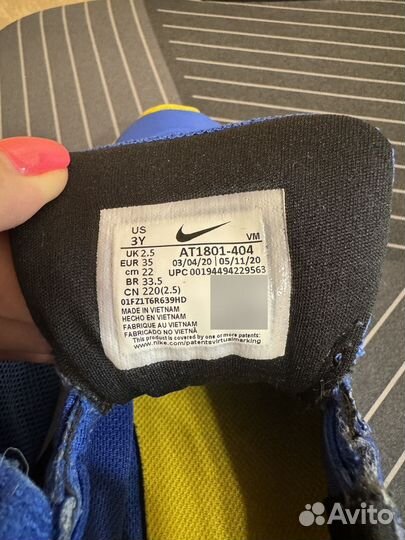 US
3Y
VM
UK 2.5 AT1801-404
EUR 35 03/04/20 05/11/20
cm 22 UPC 00194494229563
BR 33.5
CN 220(2.5)
01FZ1T6R639HD
MADE IN VIETNAM
HECHO EN VIETNAM
FABRIQUE AU VIETNAM
FABRICADO NO VIETNÃ
This product is covered by one or more patents.
www.nike.com/patentsvirtualmarking
Avito